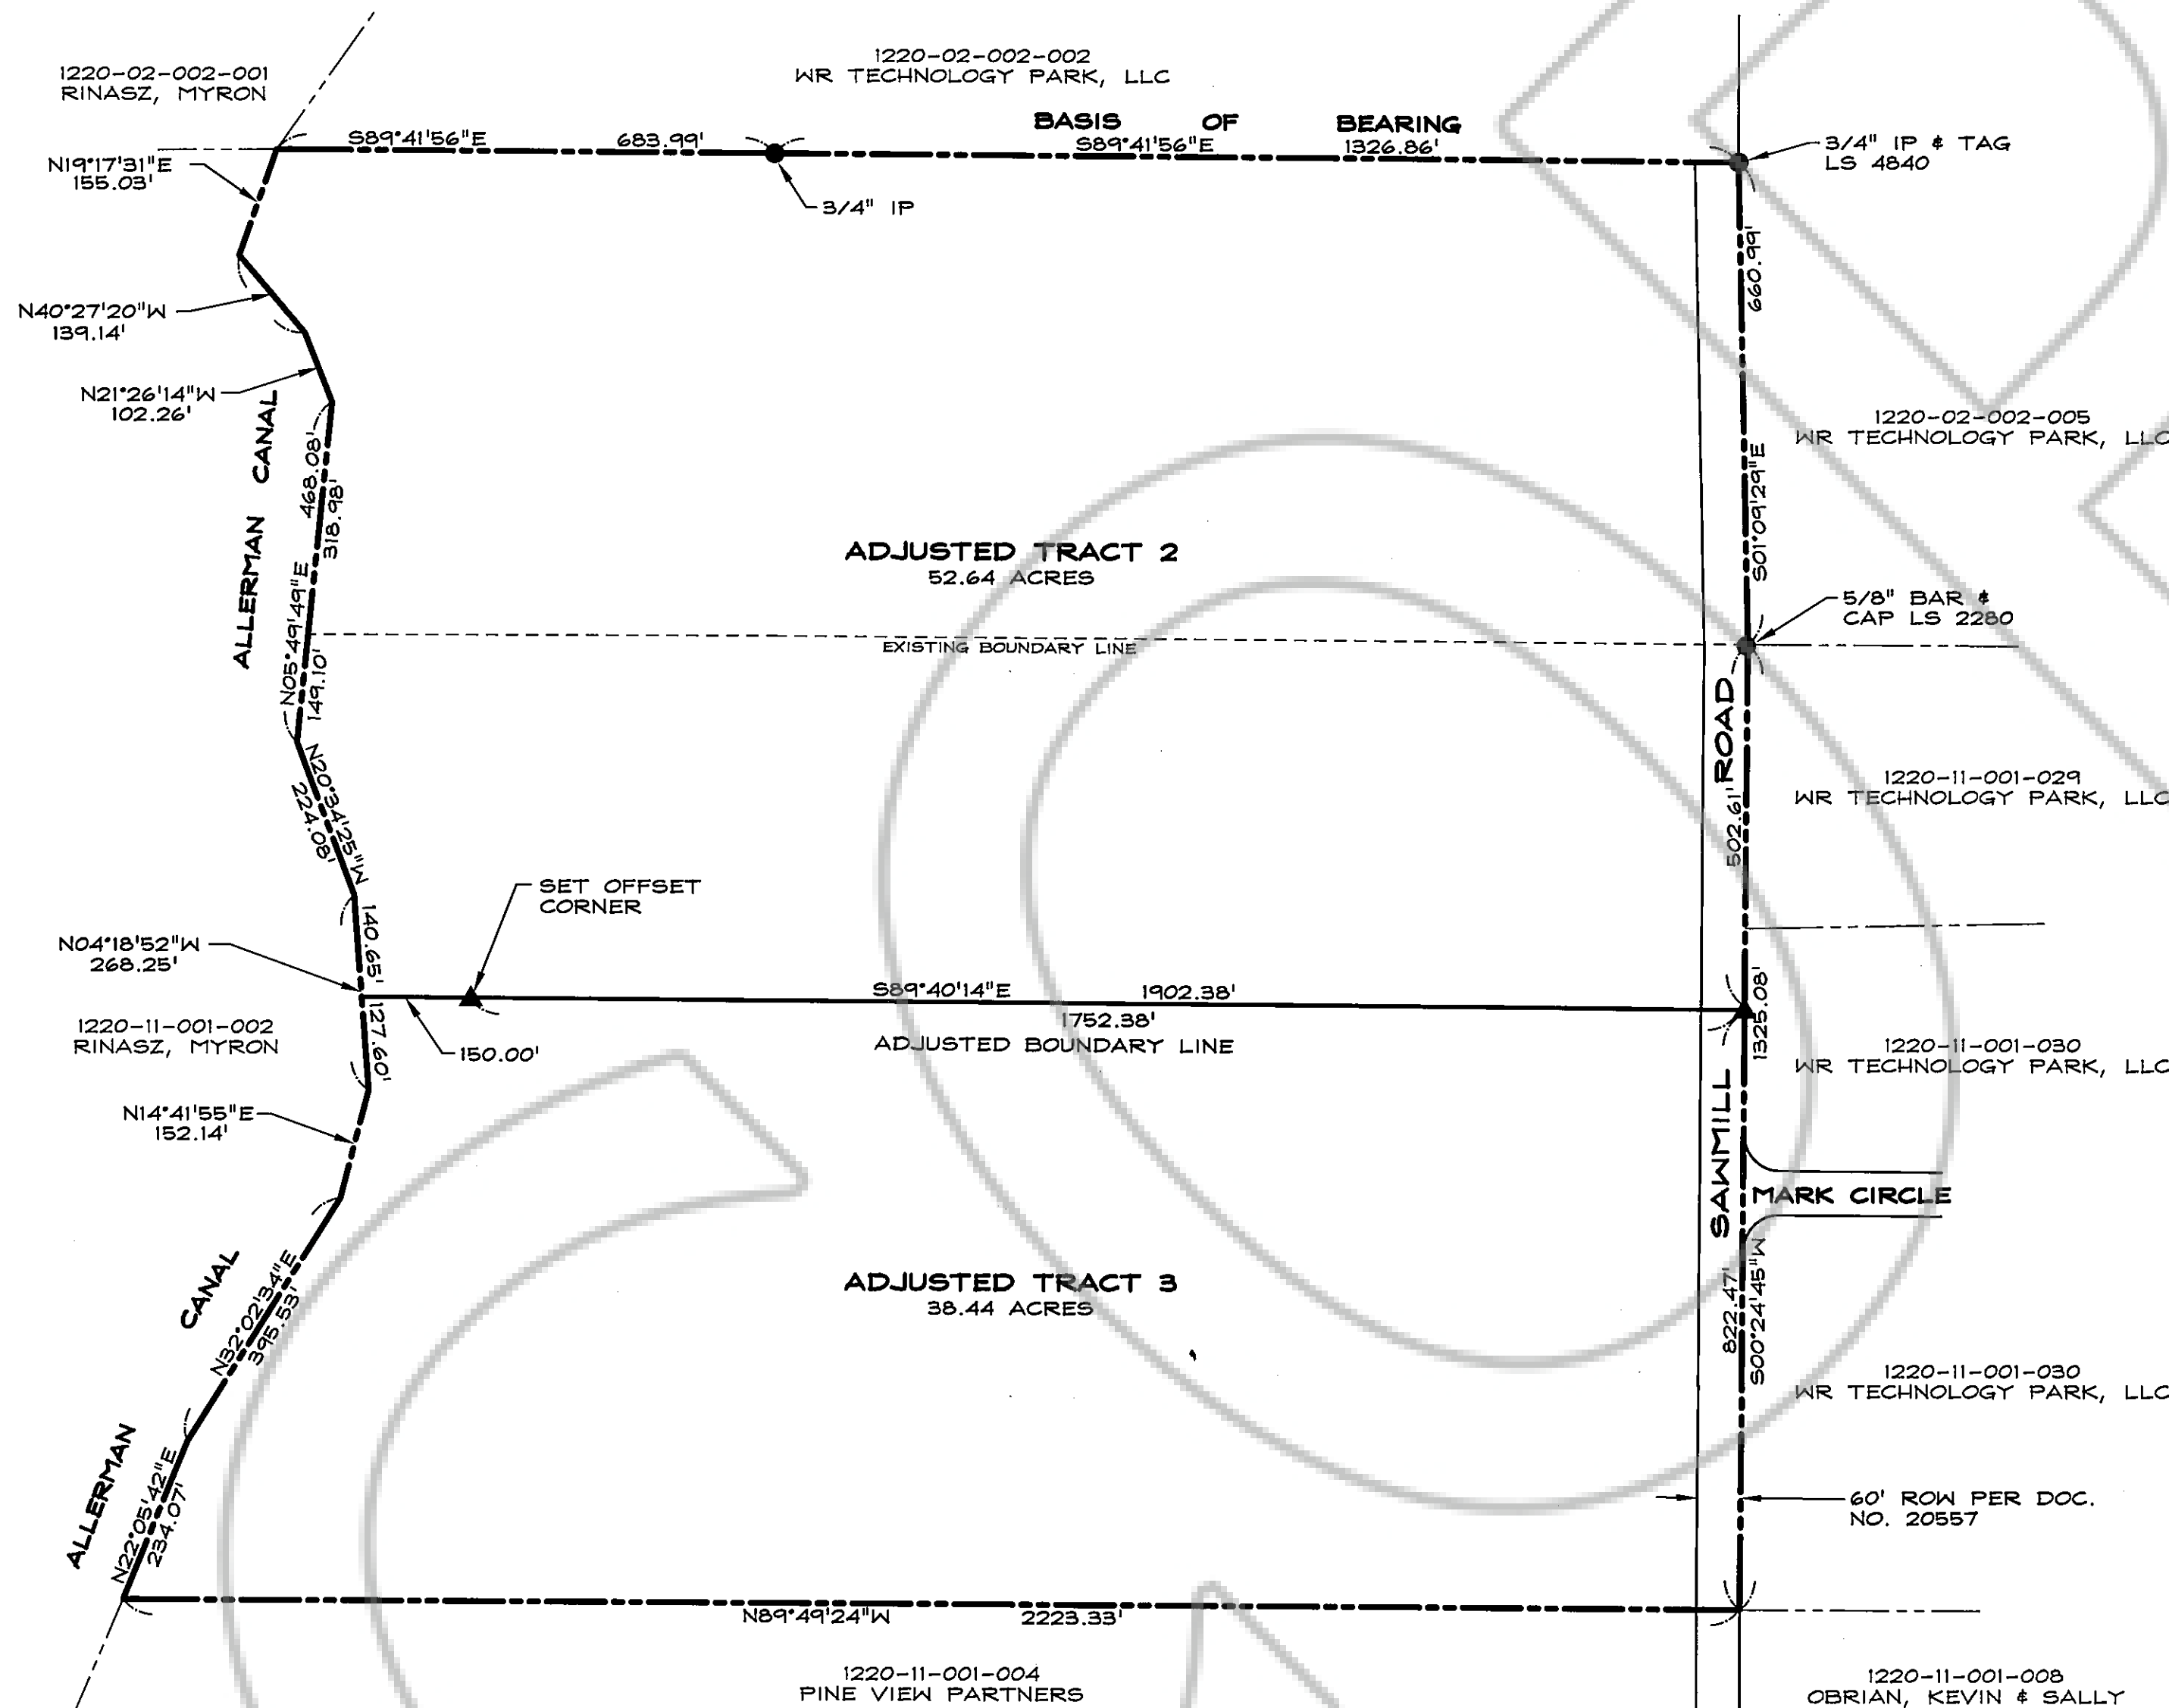 1220-02-002-001
RINASZ, MYRON
1220-02-002-002
WR TECHNOLOGY PARK, LLC
BASIS OF BEARING
S89°41'56"E 683.99'
S89°41'56"E 1326.86'
3/4" IP & TAG
LS 4840
N19°17'31"E
155.03'
3/4" IP
660.99'
N40°27'20"W
139.14'
N21°26'14"W
102.26'
ALLERMAN CANAL
468.08'
318.98'
N05°49'49"E
149.10'
1220-02-002-005
WR TECHNOLOGY PARK, LLC
S01°09'29"E
ADJUSTED TRACT 2
52.64 ACRES
5/8" BAR &
CAP LS 2280
EXISTING BOUNDARY LINE
SAWMILL ROAD
502.61'
1220-11-001-029
WR TECHNOLOGY PARK, LLC
N20°34'25"W
224.08'
SET OFFSET
CORNER
140.65'
N04°18'52"W
268.25'
S89°40'14"E 1902.38'
1752.38'
ADJUSTED BOUNDARY LINE
150.00'
127.60'
1325.08'
1220-11-001-002
RINASZ, MYRON
1220-11-001-030
WR TECHNOLOGY PARK, LLC
N14°41'55"E
152.14'
MARK CIRCLE
CANAL
N32°02'34"E
395.53'
ADJUSTED TRACT 3
38.44 ACRES
822.47'
S00°24'45"W
1220-11-001-030
WR TECHNOLOGY PARK, LLC
ALLERMAN
N22°05'42"E
234.07'
60' ROW PER DOC.
NO. 20557
N89°49'24"W 2223.33'
1220-11-001-004
PINE VIEW PARTNERS
1220-11-001-008
OBRIAN, KEVIN & SALLY